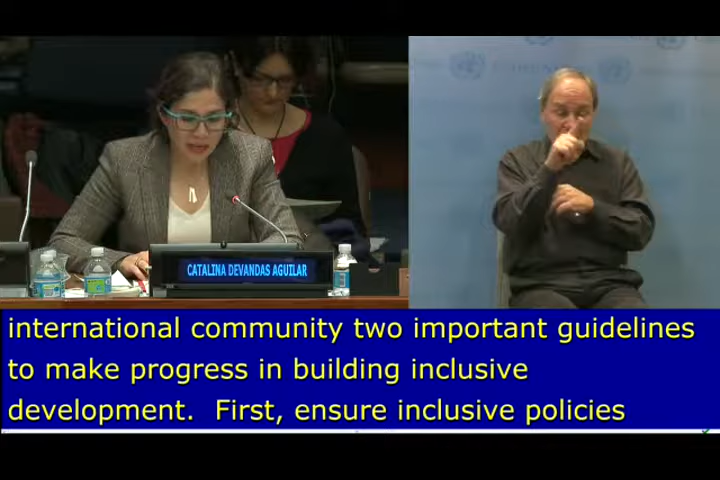 CATALINA DEVANDAS AGUILAR
international community two important guidelines
to make progress in building inclusive
development.  First, ensure inclusive policies